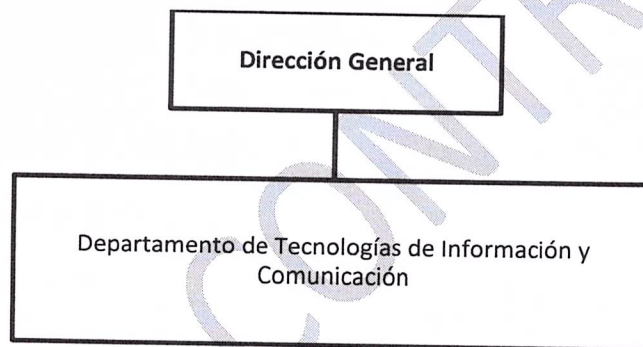 Dirección General
Departamento de Tecnologías de Información y
Comunicación